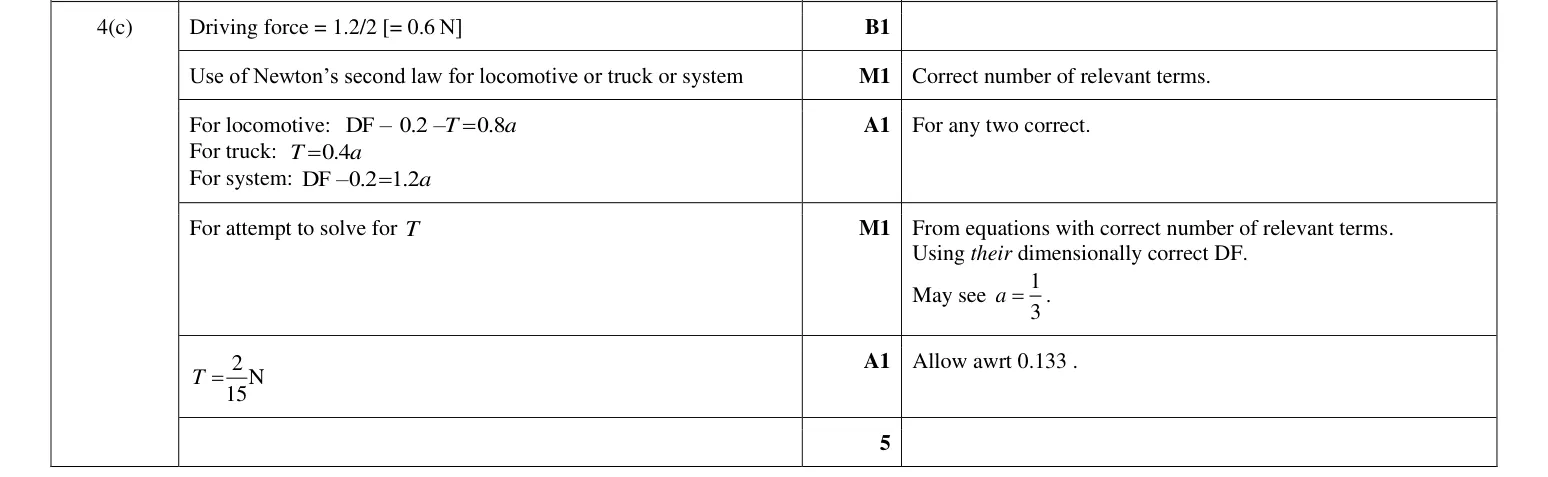 4(c) Driving force = 1.2/2 [= 0.6 N] B1
Use of Newton’s second law for locomotive or truck or system M1 Correct number of relevant terms.
For locomotive: DF – 0.2 –T=0.8a A1 For any two correct.
For truck: T=0.4a
For system: DF –0.2=1.2a
For attempt to solve for T M1 From equations with correct number of relevant terms.
Using their dimensionally correct DF.
May see a = 1/3 .
T = 2/15 N A1 Allow awrt 0.133 .
5